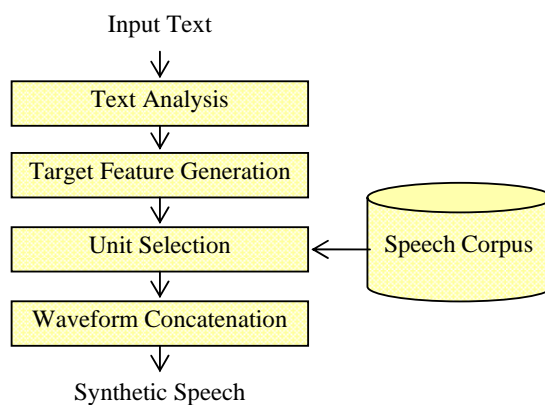 Input Text
Text Analysis
Target Feature Generation
Unit Selection
Speech Corpus
Waveform Concatenation
Synthetic Speech